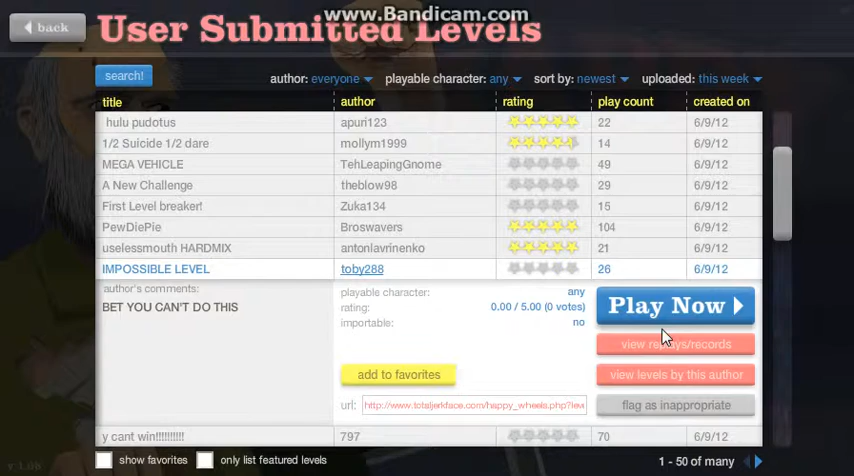 www.Bandicam.com
back
User Submitted Levels
search!
author: everyone playable character: any sort by: newest uploaded: this week
title author rating play count created on
hulu pudotus apuri123 22 6/9/12
1/2 Suicide 1/2 dare mollym1999 14 6/9/12
MEGA VEHICLE TehLeapingGnome 49 6/9/12
A New Challenge theblow98 29 6/9/12
First Level breaker! Zuka134 15 6/9/12
PewDiePie Broswavers 104 6/9/12
uselessmouth HARDMIX antonlavrinenko 21 6/9/12
IMPOSSIBLE LEVEL toby288 26 6/9/12
author's comments:
BET YOU CAN'T DO THIS
playable character: any
rating: 0.00 / 5.00 (0 votes)
importable: no
add to favorites
url: http://www.totaljerkface.com/happy_wheels.php?lev
Play Now
view replays/records
view levels by this author
flag as inappropriate
y cant win!!!!!!!!!! 797 70 6/9/12
show favorites only list featured levels 1 - 50 of many